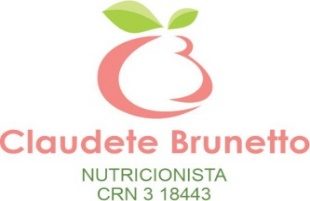 Claudete Brunetto
NUTRICIONISTA
CRN 3 18443